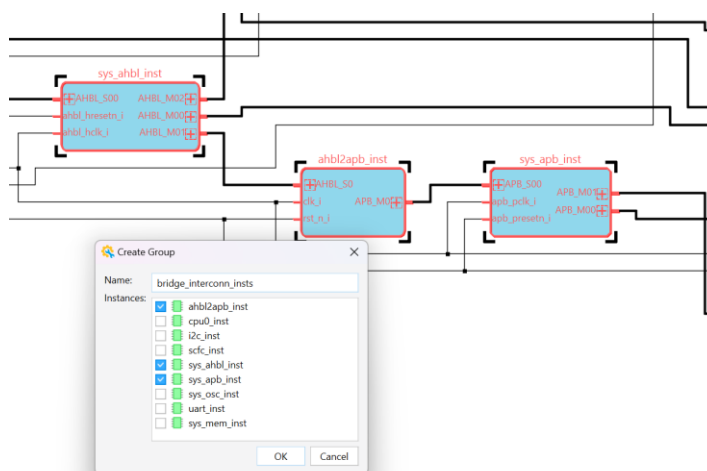 sys_ahbl_inst
AHBL_S00 AHBL_M02
ahbl_hresetn_i AHBL_M00
ahbl_hclk_i AHBL_M01
ahbl2apb_inst
AHBL_S0
clk_i APB_M0
rst_n_i
sys_apb_inst
APB_S00 APB_M01
apb_pclk_i APB_M00
apb_presetn_i
Create Group
Name: bridge_interconn_insts
Instances:
ahbl2apb_inst
cpu0_inst
i2c_inst
scfc_inst
sys_ahbl_inst
sys_apb_inst
sys_osc_inst
uart_inst
sys_mem_inst
OK Cancel